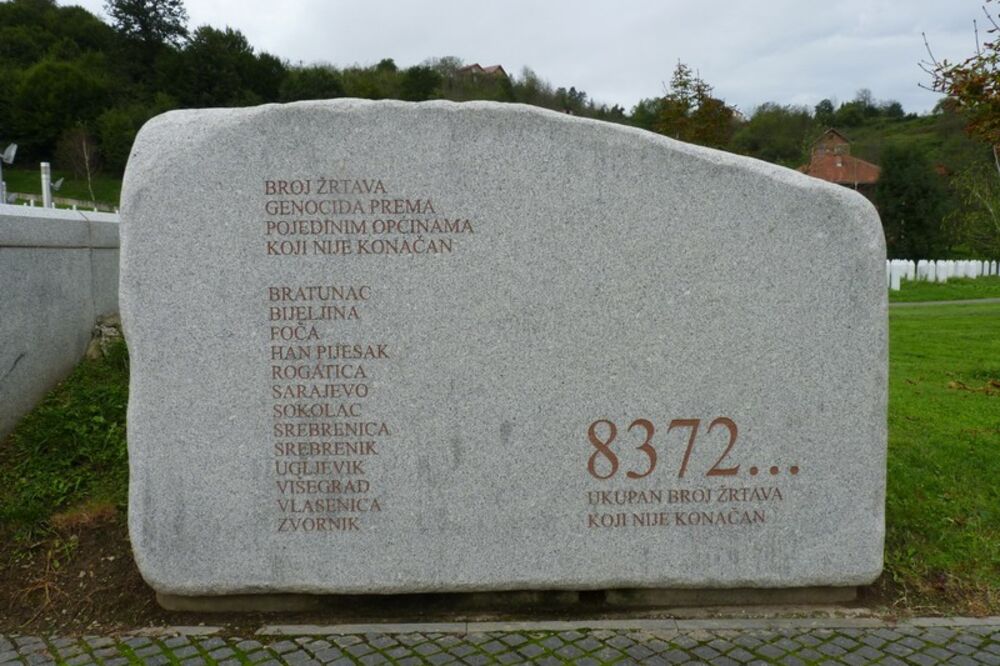 BROJ ŽRTAVA
GENOCIDA PREMA
POJEDINIM OPĆINAMA
KOJI NIJE KONAČAN
BRATUNAC
BIJELJINA
FOČA
HAN PIJESAK
ROGATICA
SARAJEVO
SOKOLAC
SREBRENICA
SREBRENIK
UGLJEVIK
VIŠEGRAD
VLASENICA
ZVORNIK
8372...
UKUPAN BROJ ŽRTAVA
KOJI NIJE KONAČAN